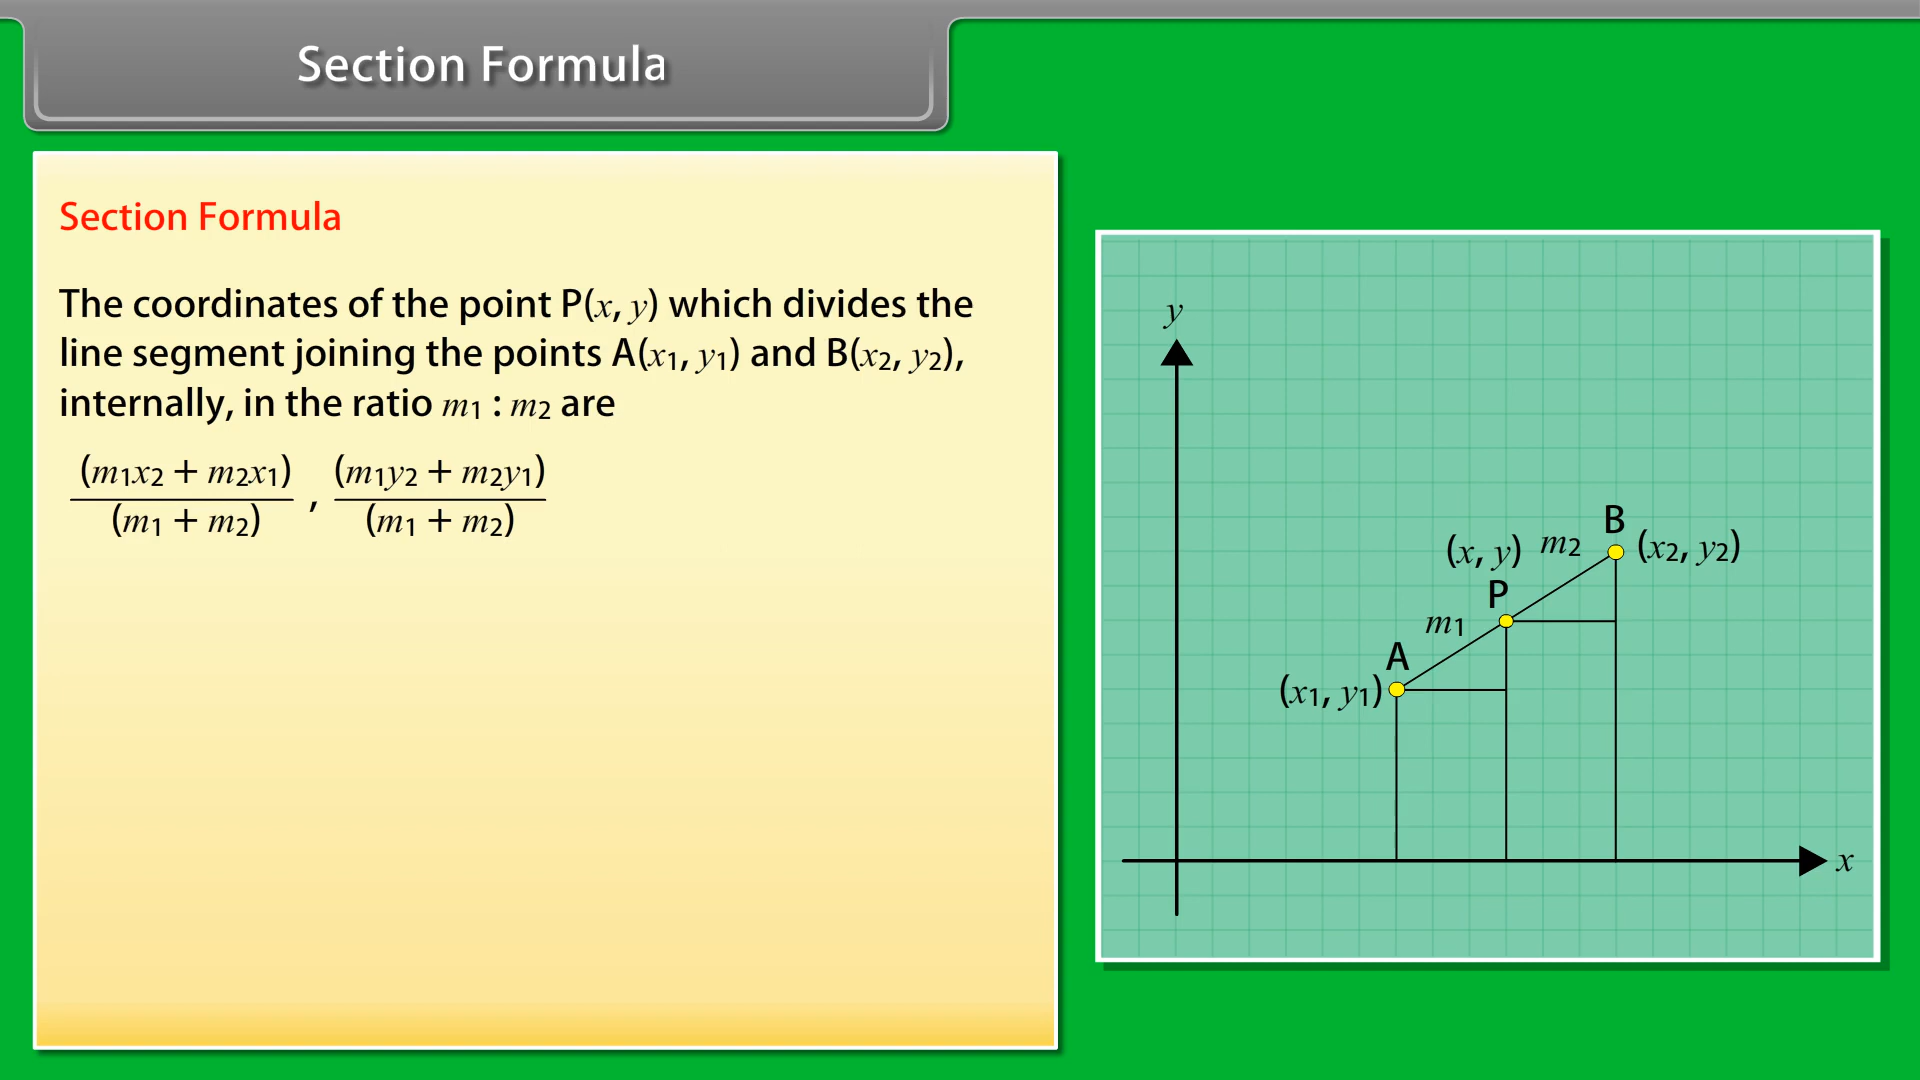 Section Formula
Section Formula
The coordinates of the point P(x, y) which divides the
line segment joining the points A(x1, y1) and B(x2, y2),
internally, in the ratio m1 : m2 are
(m1x2 + m2x1) , (m1y2 + m2y1)
(m1 + m2) (m1 + m2)
y
B
(x, y) m2 (x2, y2)
P
m1
A
(x1, y1)
x